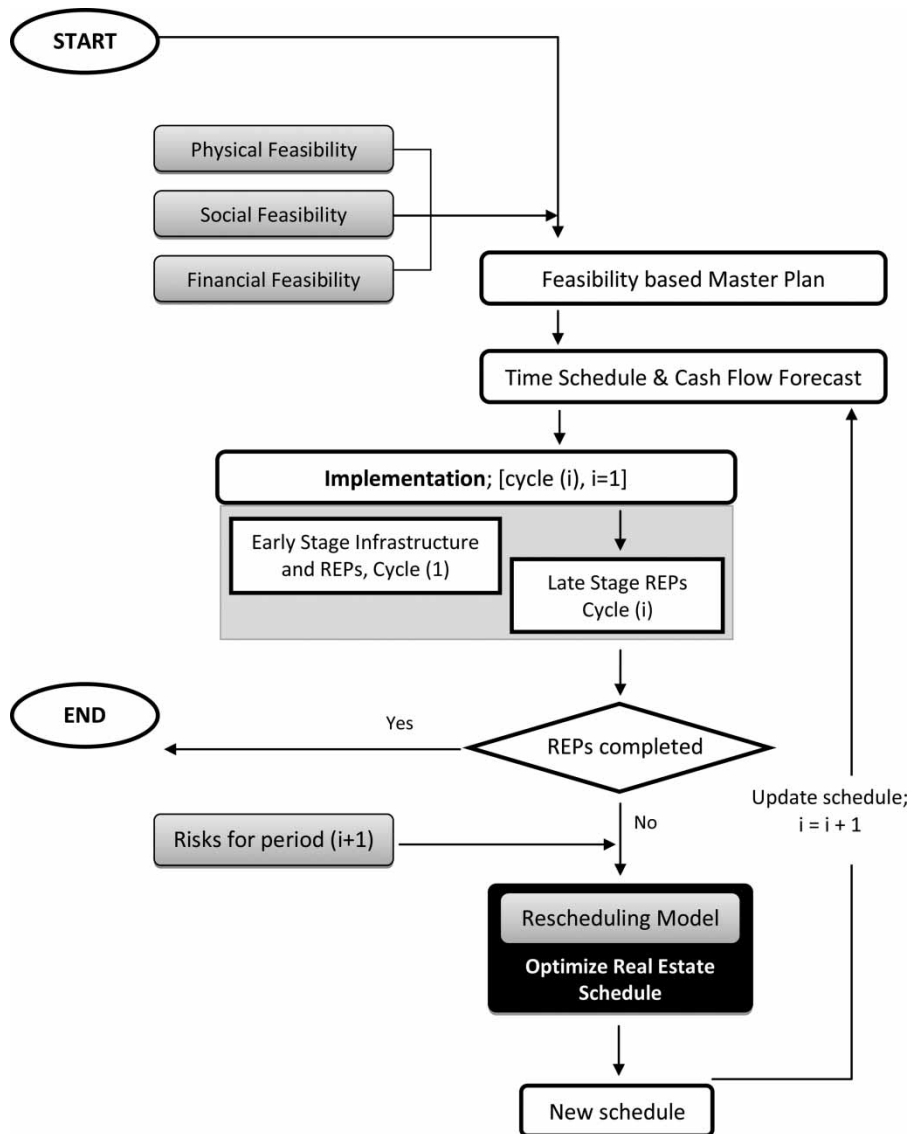 START
Physical Feasibility
Social Feasibility
Financial Feasibility
Feasibility based Master Plan
Time Schedule & Cash Flow Forecast
Implementation; [cycle (i), i=1]
Early Stage Infrastructure
and REPs, Cycle (1)
Late Stage REPs
Cycle (i)
END
Yes
REPs completed
Update schedule;
i = i + 1
No
Risks for period (i+1)
Rescheduling Model
Optimize Real Estate
Schedule
New schedule